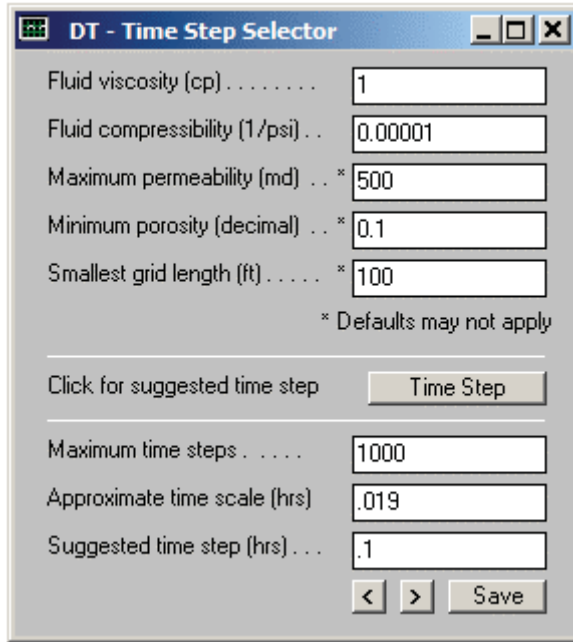 DT - Time Step Selector
Fluid viscosity (cp) . . . . . . . . 1
Fluid compressibility (1/psi) . . 0.00001
Maximum permeability (md) . . * 500
Minimum porosity (decimal) . . * 0.1
Smallest grid length (ft) . . . . . * 100
* Defaults may not apply
Click for suggested time step Time Step
Maximum time steps . . . . . 1000
Approximate time scale (hrs) .019
Suggested time step (hrs) . . . .1
< > Save